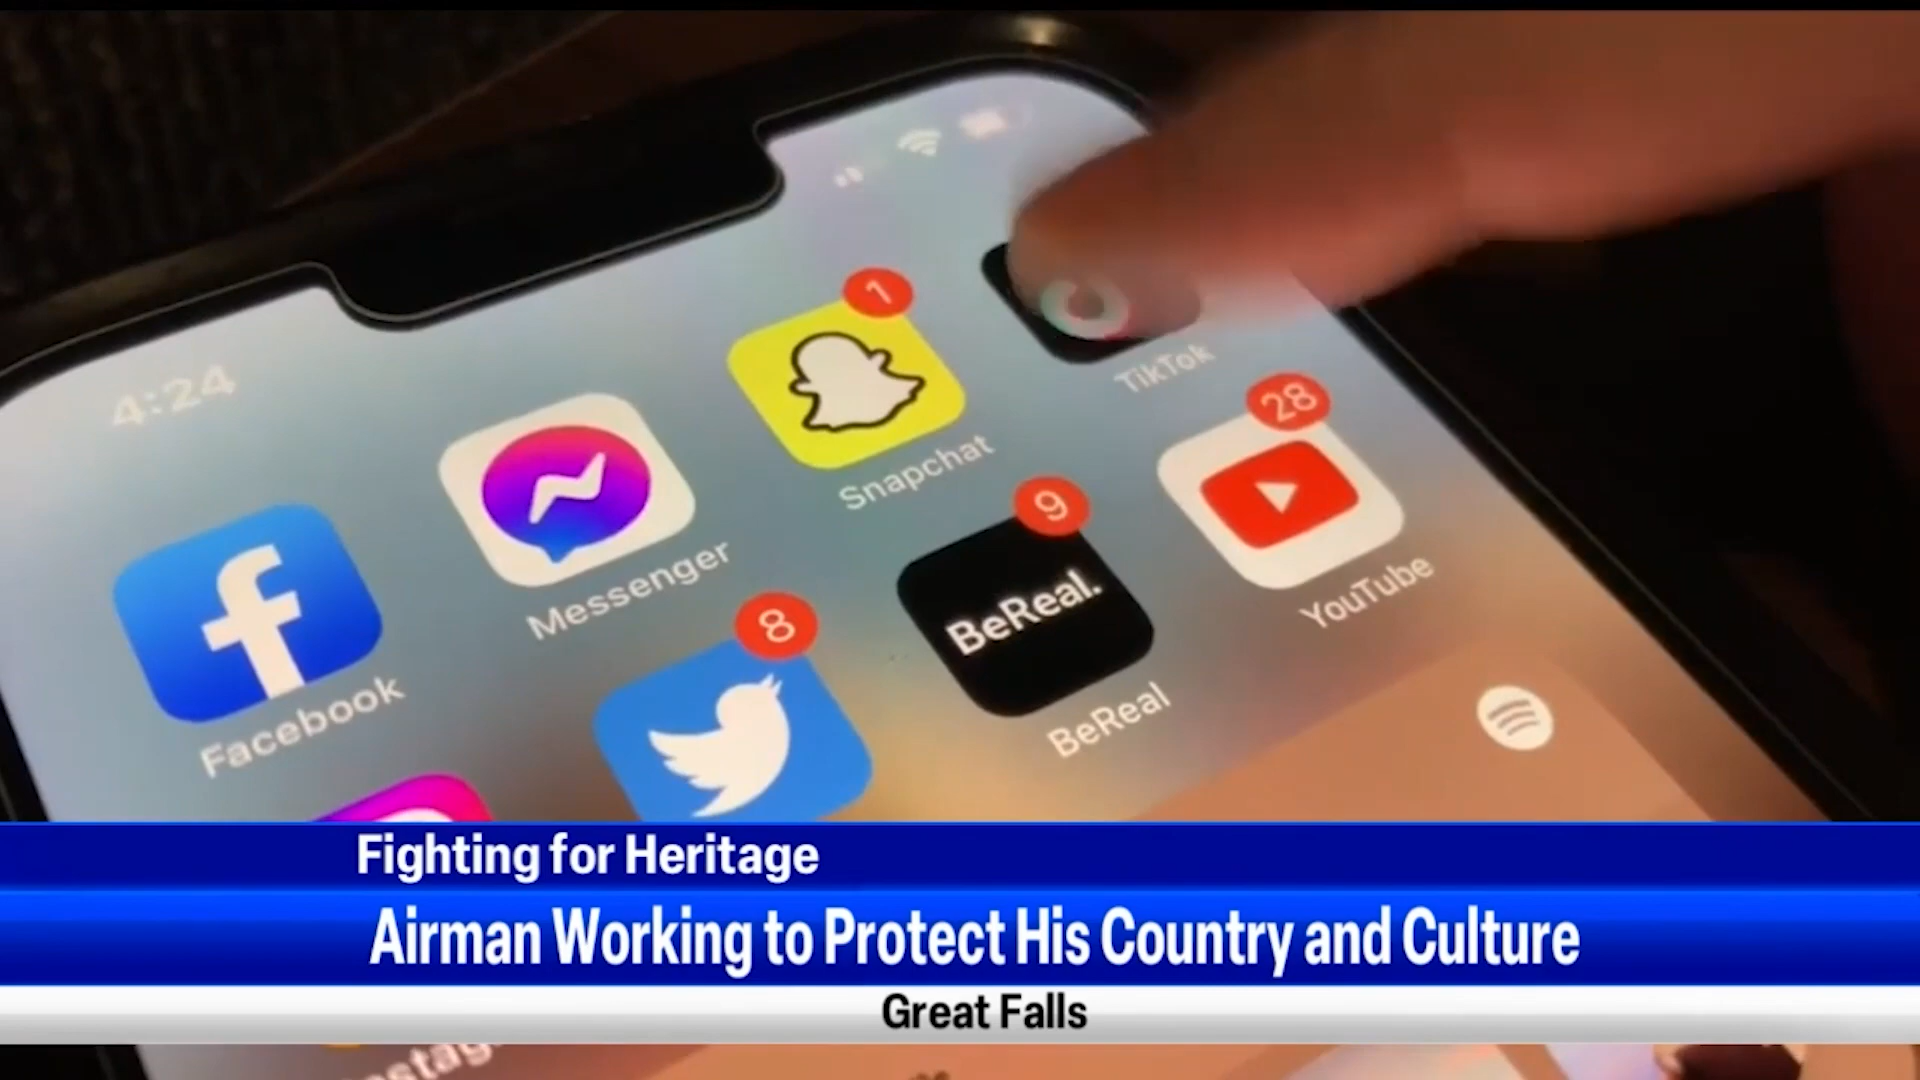 4:24
1
TikTok
28
Snapchat
Messenger
9
BeReal.
YouTube
8
Facebook
BeReal
Fighting for Heritage
Airman Working to Protect His Country and Culture
Great Falls